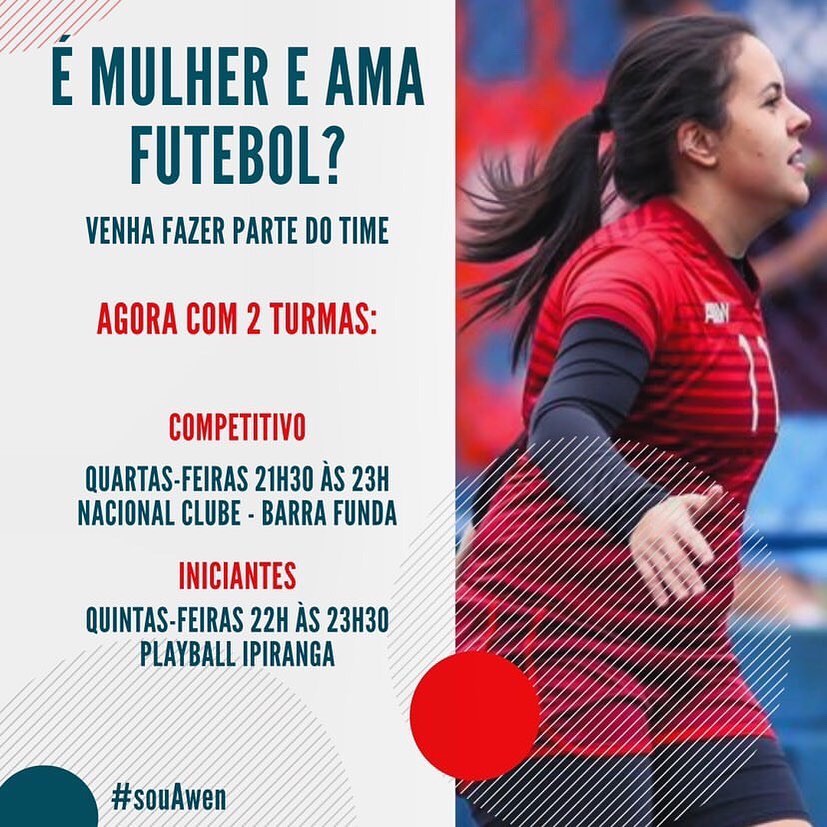 É MULHER E AMA
FUTEBOL?
VENHA FAZER PARTE DO TIME
AGORA COM 2 TURMAS:
COMPETITIVO
QUARTAS-FEIRAS 21H30 ÀS 23H
NACIONAL CLUBE - BARRA FUNDA
INICIANTES
QUINTAS-FEIRAS 22H ÀS 23H30
PLAYBALL IPIRANGA
#souAwen
11